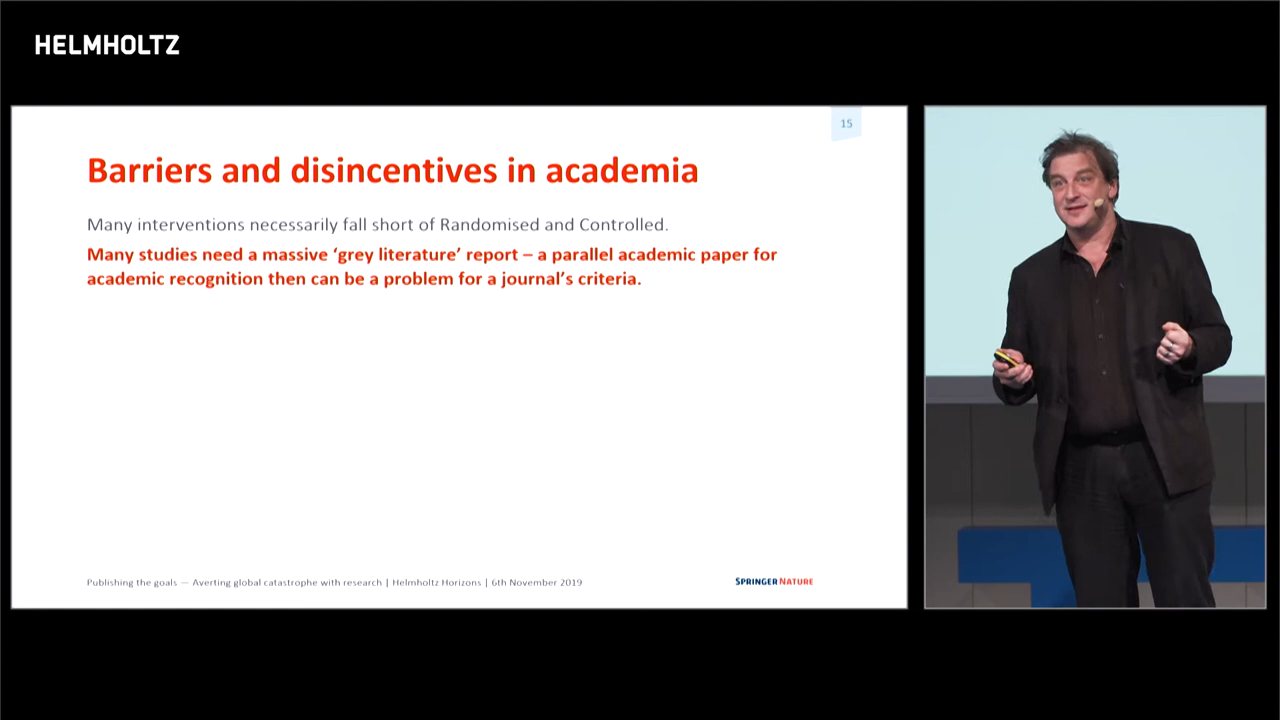 HELMHOLTZ
15
Barriers and disincentives in academia
Many interventions necessarily fall short of Randomised and Controlled.
Many studies need a massive ‘grey literature’ report – a parallel academic paper for
academic recognition then can be a problem for a journal’s criteria.
Publishing the goals — Averting global catastrophe with research | Helmholtz Horizons | 6th November 2019
SPRINGER NATURE